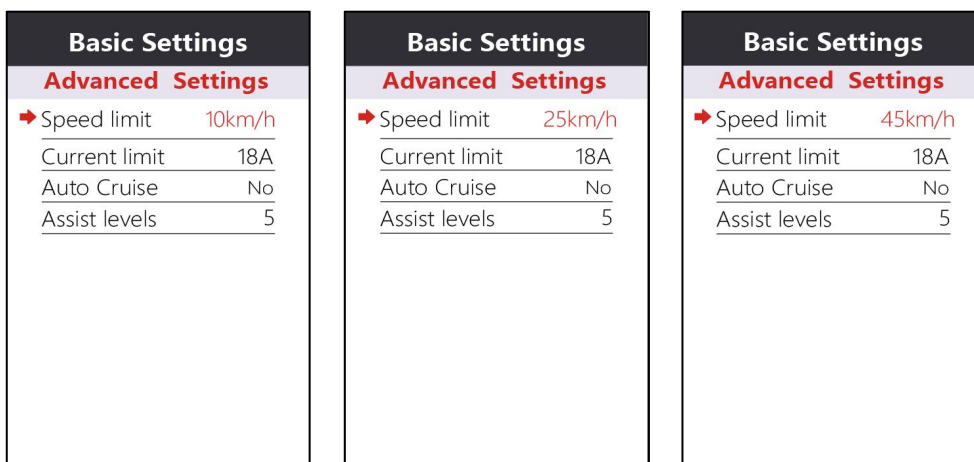 Basic Settings
Advanced Settings
Speed limit 10km/h
Current limit 18A
Auto Cruise No
Assist levels 5
Basic Settings
Advanced Settings
Speed limit 25km/h
Current limit 18A
Auto Cruise No
Assist levels 5
Basic Settings
Advanced Settings
Speed limit 45km/h
Current limit 18A
Auto Cruise No
Assist levels 5